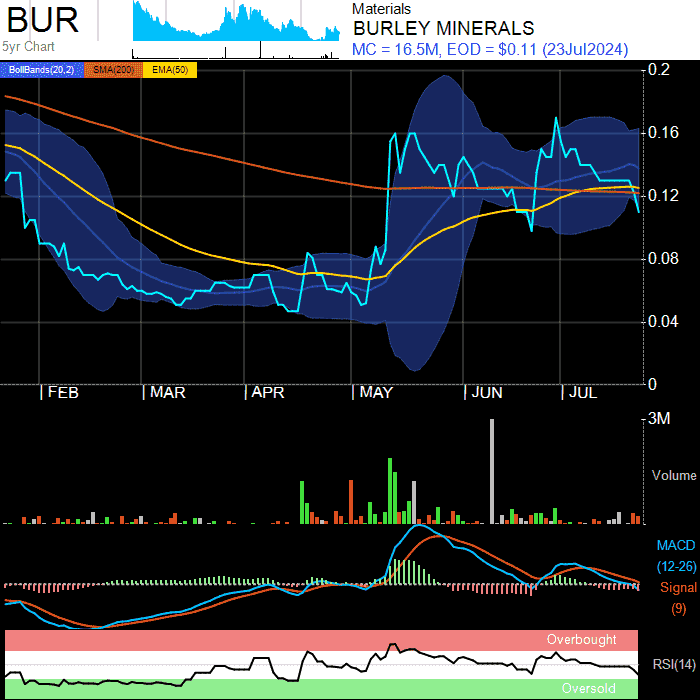 BUR
5yr Chart
Materials
BURLEY MINERALS
MC = 16.5M, EOD = $0.11 (23Jul2024)
BollBands(20,2) SMA(200) EMA(50)
0.2
0.16
0.12
0.08
0.04
0
FEB MAR APR MAY JUN JUL
3M
Volume
MACD
(12-26)
Signal
(9)
Overbought
RSI(14)
Oversold